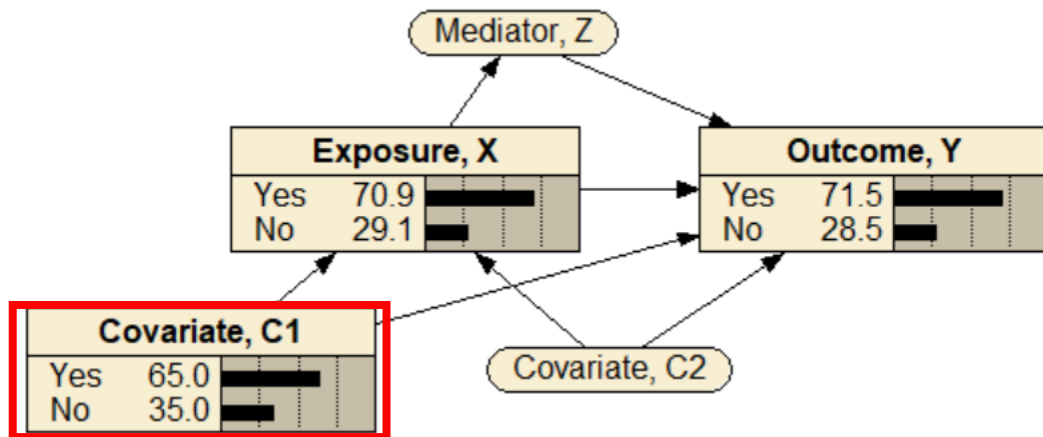 Mediator, Z
Exposure, X
Yes 70.9
No 29.1
Outcome, Y
Yes 71.5
No 28.5
Covariate, C1
Yes 65.0
No 35.0
Covariate, C2